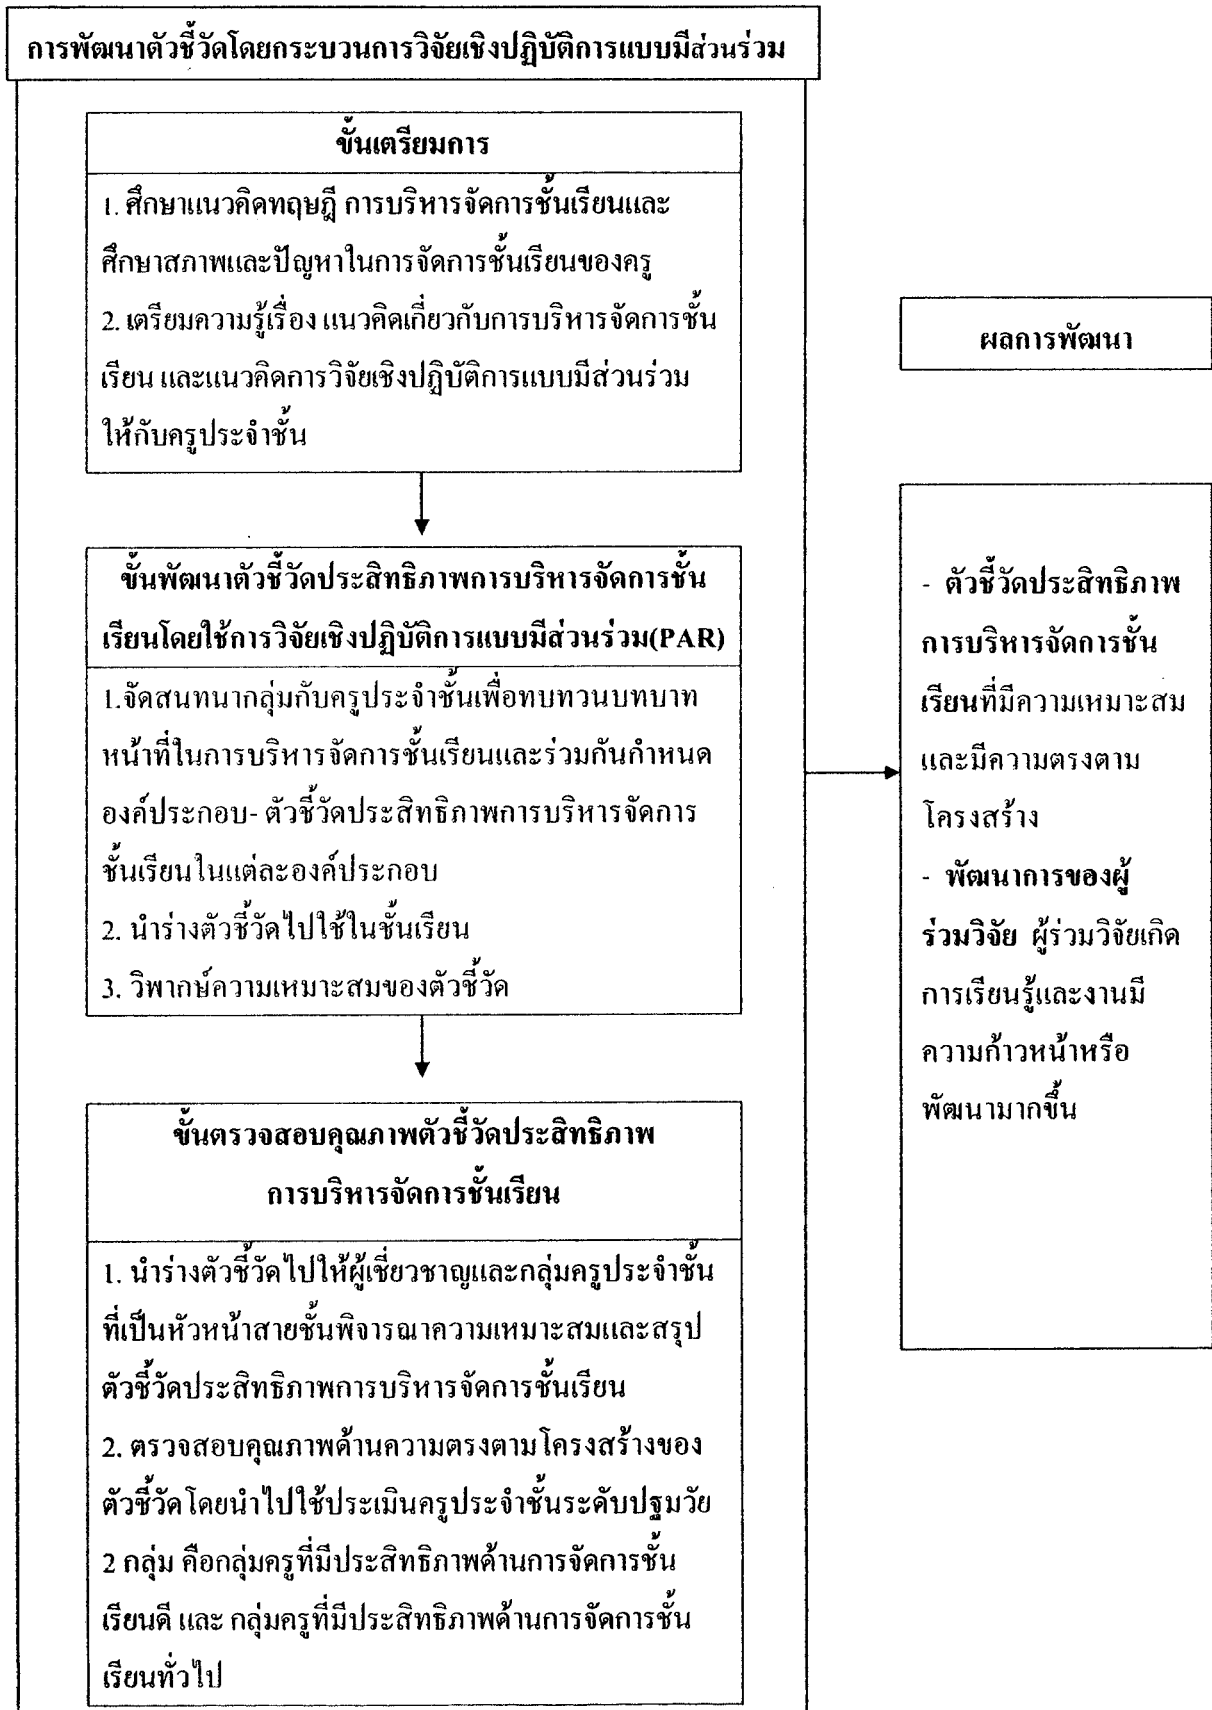 การพัฒนาตัวชี้วัดโดยกระบวนการวิจัยเชิงปฏิบัติการแบบมีส่วนร่วม
ขั้นเตรียมการ
1. ศึกษาแนวคิดทฤษฎี การบริหารจัดการชั้นเรียนและ
ศึกษาสภาพและปัญหาในการจัดการชั้นเรียนของครู
2. เตรียมความรู้เรื่อง แนวคิดเกี่ยวกับการบริหารจัดการชั้น
เรียน และแนวคิดการวิจัยเชิงปฏิบัติการแบบมีส่วนร่วม
ให้กับครูประจำชั้น
ขั้นพัฒนาตัวชี้วัดประสิทธิภาพการบริหารจัดการชั้น
เรียนโดยใช้การวิจัยเชิงปฏิบัติการแบบมีส่วนร่วม(PAR)
1.จัดสนทนากลุ่มกับครูประจำชั้นเพื่อทบทวนบทบาท
หน้าที่ในการบริหารจัดการชั้นเรียนและร่วมกันกำหนด
องค์ประกอบ- ตัวชี้วัดประสิทธิภาพการบริหารจัดการ
ชั้นเรียนในแต่ละองค์ประกอบ
2. นำร่างตัวชี้วัดไปใช้ในชั้นเรียน
3. วิพากษ์ความเหมาะสมของตัวชี้วัด
ขั้นตรวจสอบคุณภาพตัวชี้วัดประสิทธิภาพ
การบริหารจัดการชั้นเรียน
1. นำร่างตัวชี้วัดไปให้ผู้เชี่ยวชาญและกลุ่มครูประจำชั้น
ที่เป็นหัวหน้าสายชั้นพิจารณาความเหมาะสมและสรุป
ตัวชี้วัดประสิทธิภาพการบริหารจัดการชั้นเรียน
2. ตรวจสอบคุณภาพด้านความตรงตามโครงสร้างของ
ตัวชี้วัดโดยนำไปใช้ประเมินครูประจำชั้นระดับปฐมวัย
2 กลุ่ม คือกลุ่มครูที่มีประสิทธิภาพด้านการจัดการชั้น
เรียนดี และ กลุ่มครูที่มีประสิทธิภาพด้านการจัดการชั้น
เรียนทั่วไป
ผลการพัฒนา
- ตัวชี้วัดประสิทธิภาพ
การบริหารจัดการชั้น
เรียนที่มีความเหมาะสม
และมีความตรงตาม
โครงสร้าง
- พัฒนาการของผู้
ร่วมวิจัย ผู้ร่วมวิจัยเกิด
การเรียนรู้และงานมี
ความก้าวหน้าหรือ
พัฒนามากขึ้น